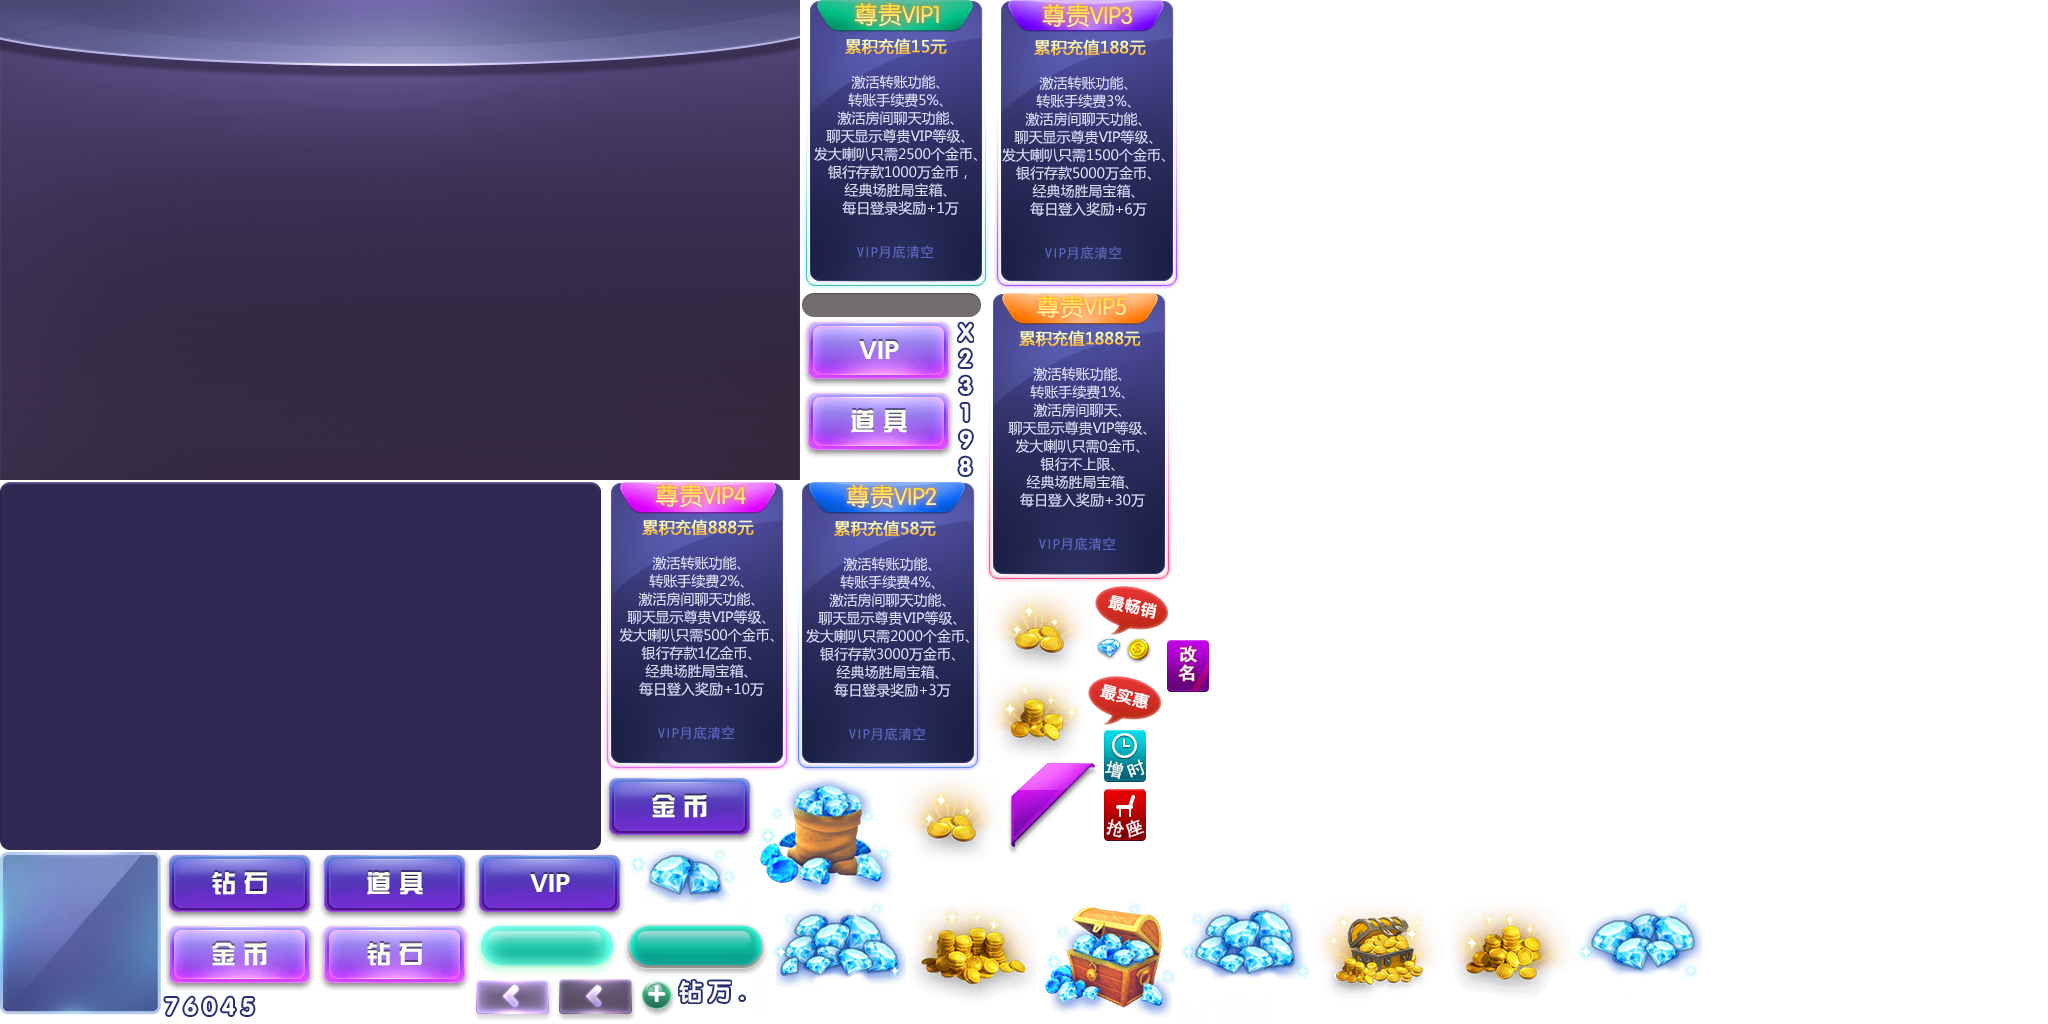 尊贵VIP1
累积充值15元
激活转账功能、
转账手续费5%、
激活房间聊天功能、
聊天显示尊贵VIP等级、
发大喇叭只需2500个金币、
银行存款1000万金币，
经典场胜局宝箱、
每日登录奖励+1万
VIP月底清空
尊贵VIP3
累积充值188元
激活转账功能、
转账手续费3%、
激活房间聊天功能、
聊天显示尊贵VIP等级、
发大喇叭只需1500个金币、
银行存款5000万金币、
经典场胜局宝箱、
每日登入奖励+6万
VIP月底清空
VIP
道具
X
2
3
1
9
8
尊贵VIP5
累积充值1888元
激活转账功能、
转账手续费1%、
激活房间聊天、
聊天显示尊贵VIP等级、
发大喇叭只需0金币、
银行不上限、
经典场胜局宝箱、
每日登入奖励+30万
VIP月底清空
尊贵VIP4
累积充值888元
激活转账功能、
转账手续费2%、
激活房间聊天功能、
聊天显示尊贵VIP等级、
发大喇叭只需500个金币、
银行存款1亿金币、
经典场胜局宝箱、
每日登入奖励+10万
VIP月底清空
尊贵VIP2
累积充值58元
激活转账功能、
转账手续费4%、
激活房间聊天功能、
聊天显示尊贵VIP等级、
发大喇叭只需2000个金币、
银行存款3000万金币、
经典场胜局宝箱、
每日登录奖励+3万
VIP月底清空
最畅销
改
名
最实惠
增时
抢座
金币
钻石
道具
VIP
金币
钻石
76045
钻万.